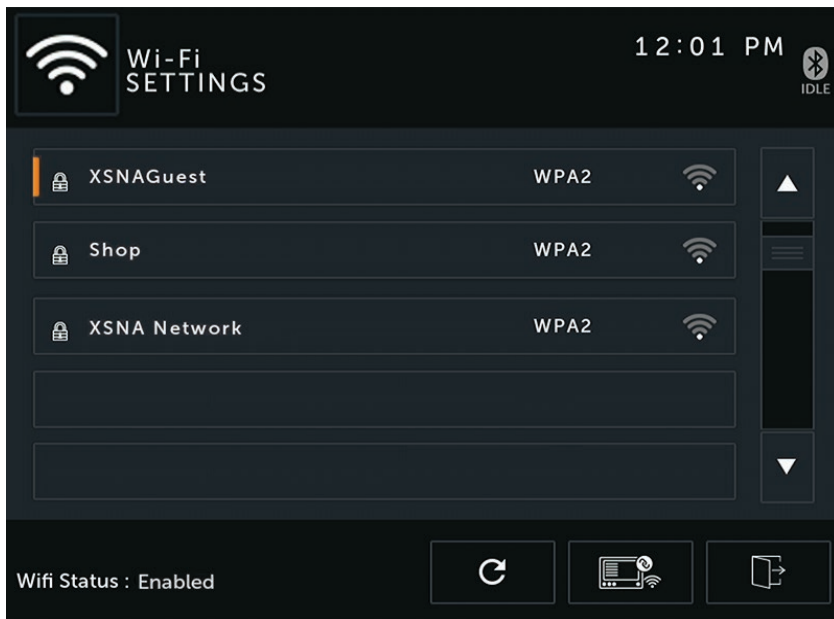 Wi-Fi
SETTINGS
12:01 PM
IDLE
XSNAGuest WPA2
Shop WPA2
XSNA Network WPA2
Wifi Status : Enabled